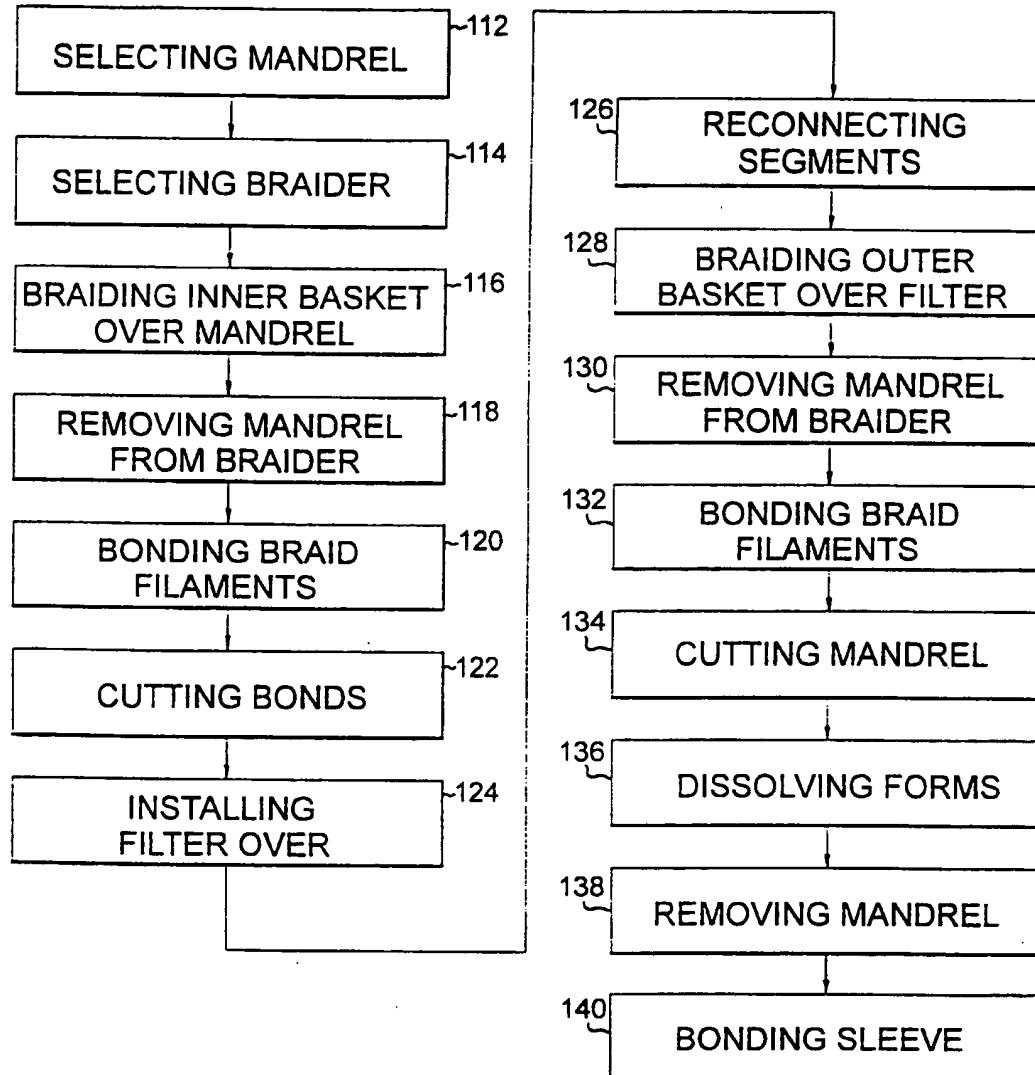 112
SELECTING MANDREL
114
SELECTING BRAIDER
116
BRAIDING INNER BASKET
OVER MANDREL
118
REMOVING MANDREL
FROM BRAIDER
120
BONDING BRAID
FILAMENTS
122
CUTTING BONDS
124
INSTALLING
FILTER OVER
126
RECONNECTING
SEGMENTS
128
BRAIDING OUTER
BASKET OVER FILTER
130
REMOVING MANDREL
FROM BRAIDER
132
BONDING BRAID
FILAMENTS
134
CUTTING MANDREL
136
DISSOLVING FORMS
138
REMOVING MANDREL
140
BONDING SLEEVE